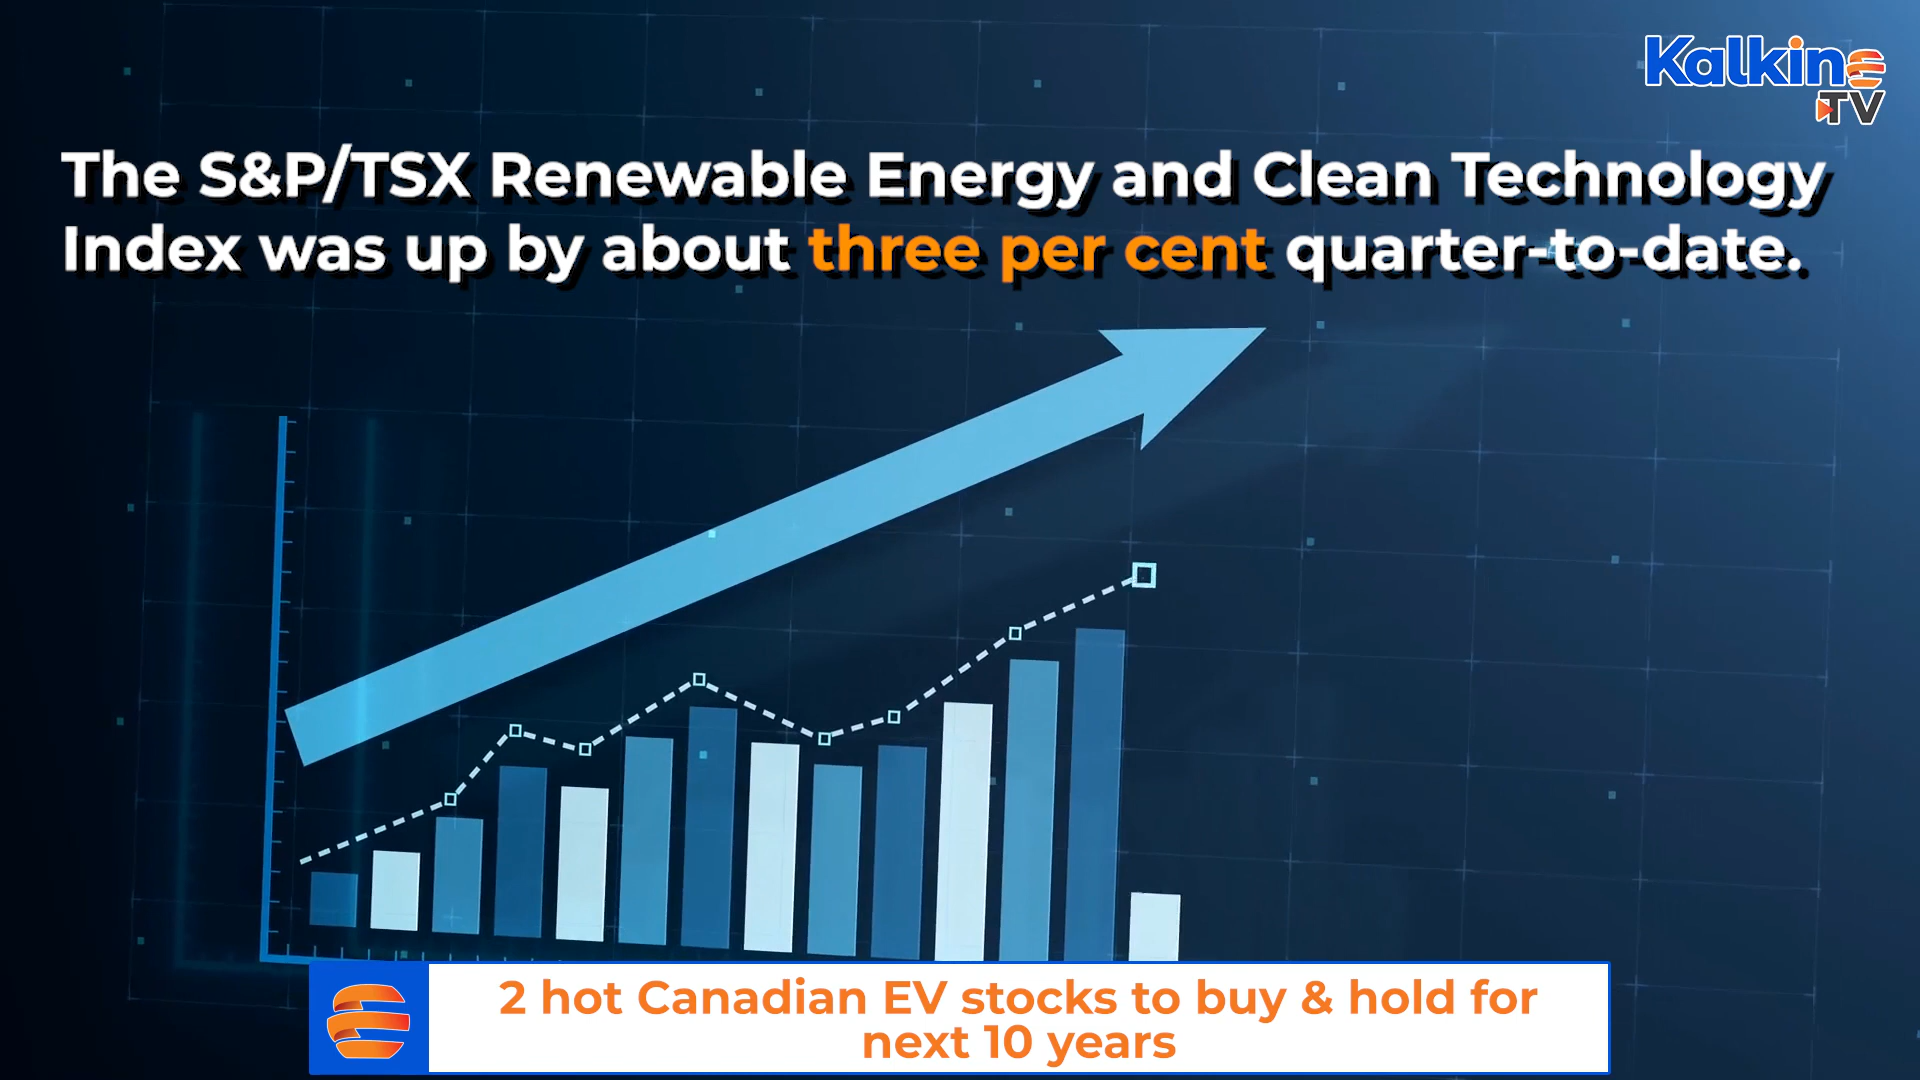 Kalkine
TV
The S&P/TSX Renewable Energy and Clean Technology
Index was up by about three per cent quarter-to-date.
2 hot Canadian EV stocks to buy & hold for
next 10 years